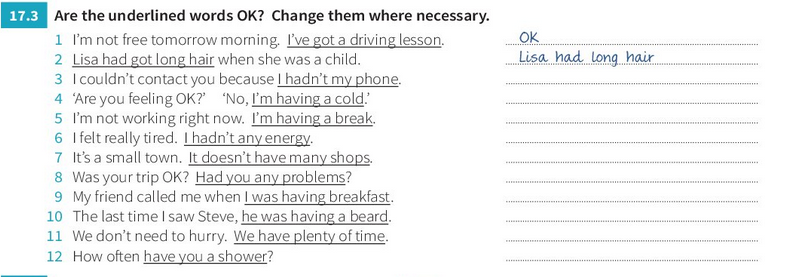 17.3 Are the underlined words OK? Change them where necessary.
1 I’m not free tomorrow morning. I’ve got a driving lesson. OK
2 Lisa had got long hair when she was a child. Lisa had long hair
3 I couldn’t contact you because I hadn’t my phone.
4 ‘Are you feeling OK?’ ‘No, I’m having a cold.’
5 I’m not working right now. I’m having a break.
6 I felt really tired. I hadn’t any energy.
7 It’s a small town. It doesn’t have many shops.
8 Was your trip OK? Had you any problems?
9 My friend called me when I was having breakfast.
10 The last time I saw Steve, he was having a beard.
11 We don’t need to hurry. We have plenty of time.
12 How often have you a shower?